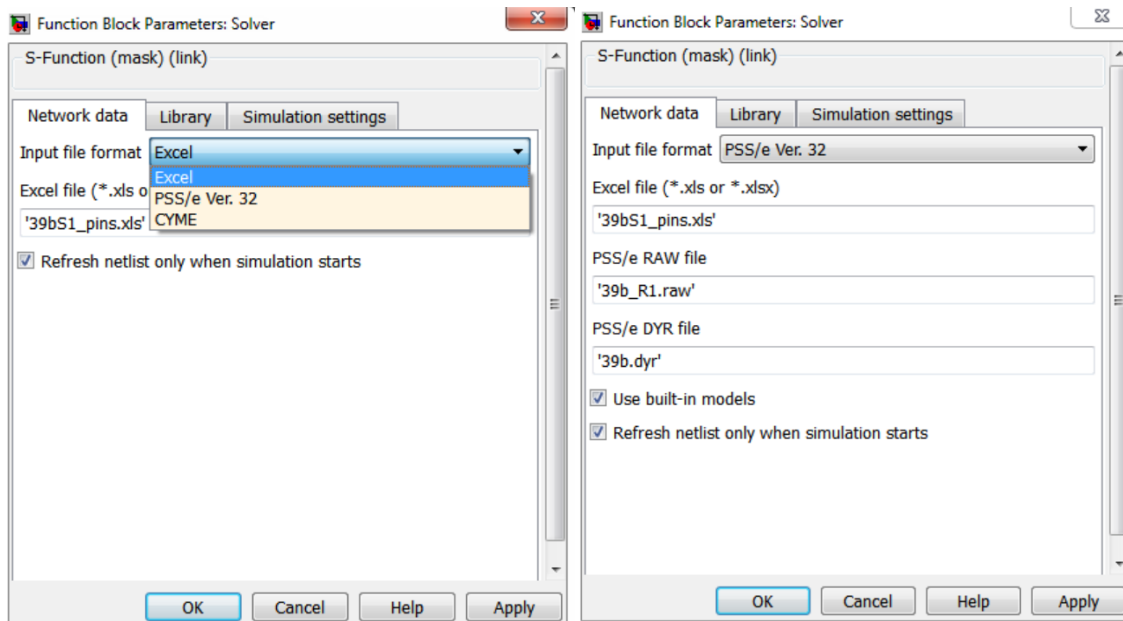 Function Block Parameters: Solver
S-Function (mask) (link)
Network data
Library
Simulation settings
Input file format
Excel
Excel
PSS/e Ver. 32
CYME
Excel file (*.xls o
'39bS1_pins.xls'
Refresh netlist only when simulation starts
OK
Cancel
Help
Apply
Function Block Parameters: Solver
S-Function (mask) (link)
Network data
Library
Simulation settings
Input file format
PSS/e Ver. 32
Excel file (*.xls or *.xlsx)
'39bS1_pins.xls'
PSS/e RAW file
'39b_R1.raw'
PSS/e DYR file
'39b.dyr'
Use built-in models
Refresh netlist only when simulation starts
OK
Cancel
Help
Apply